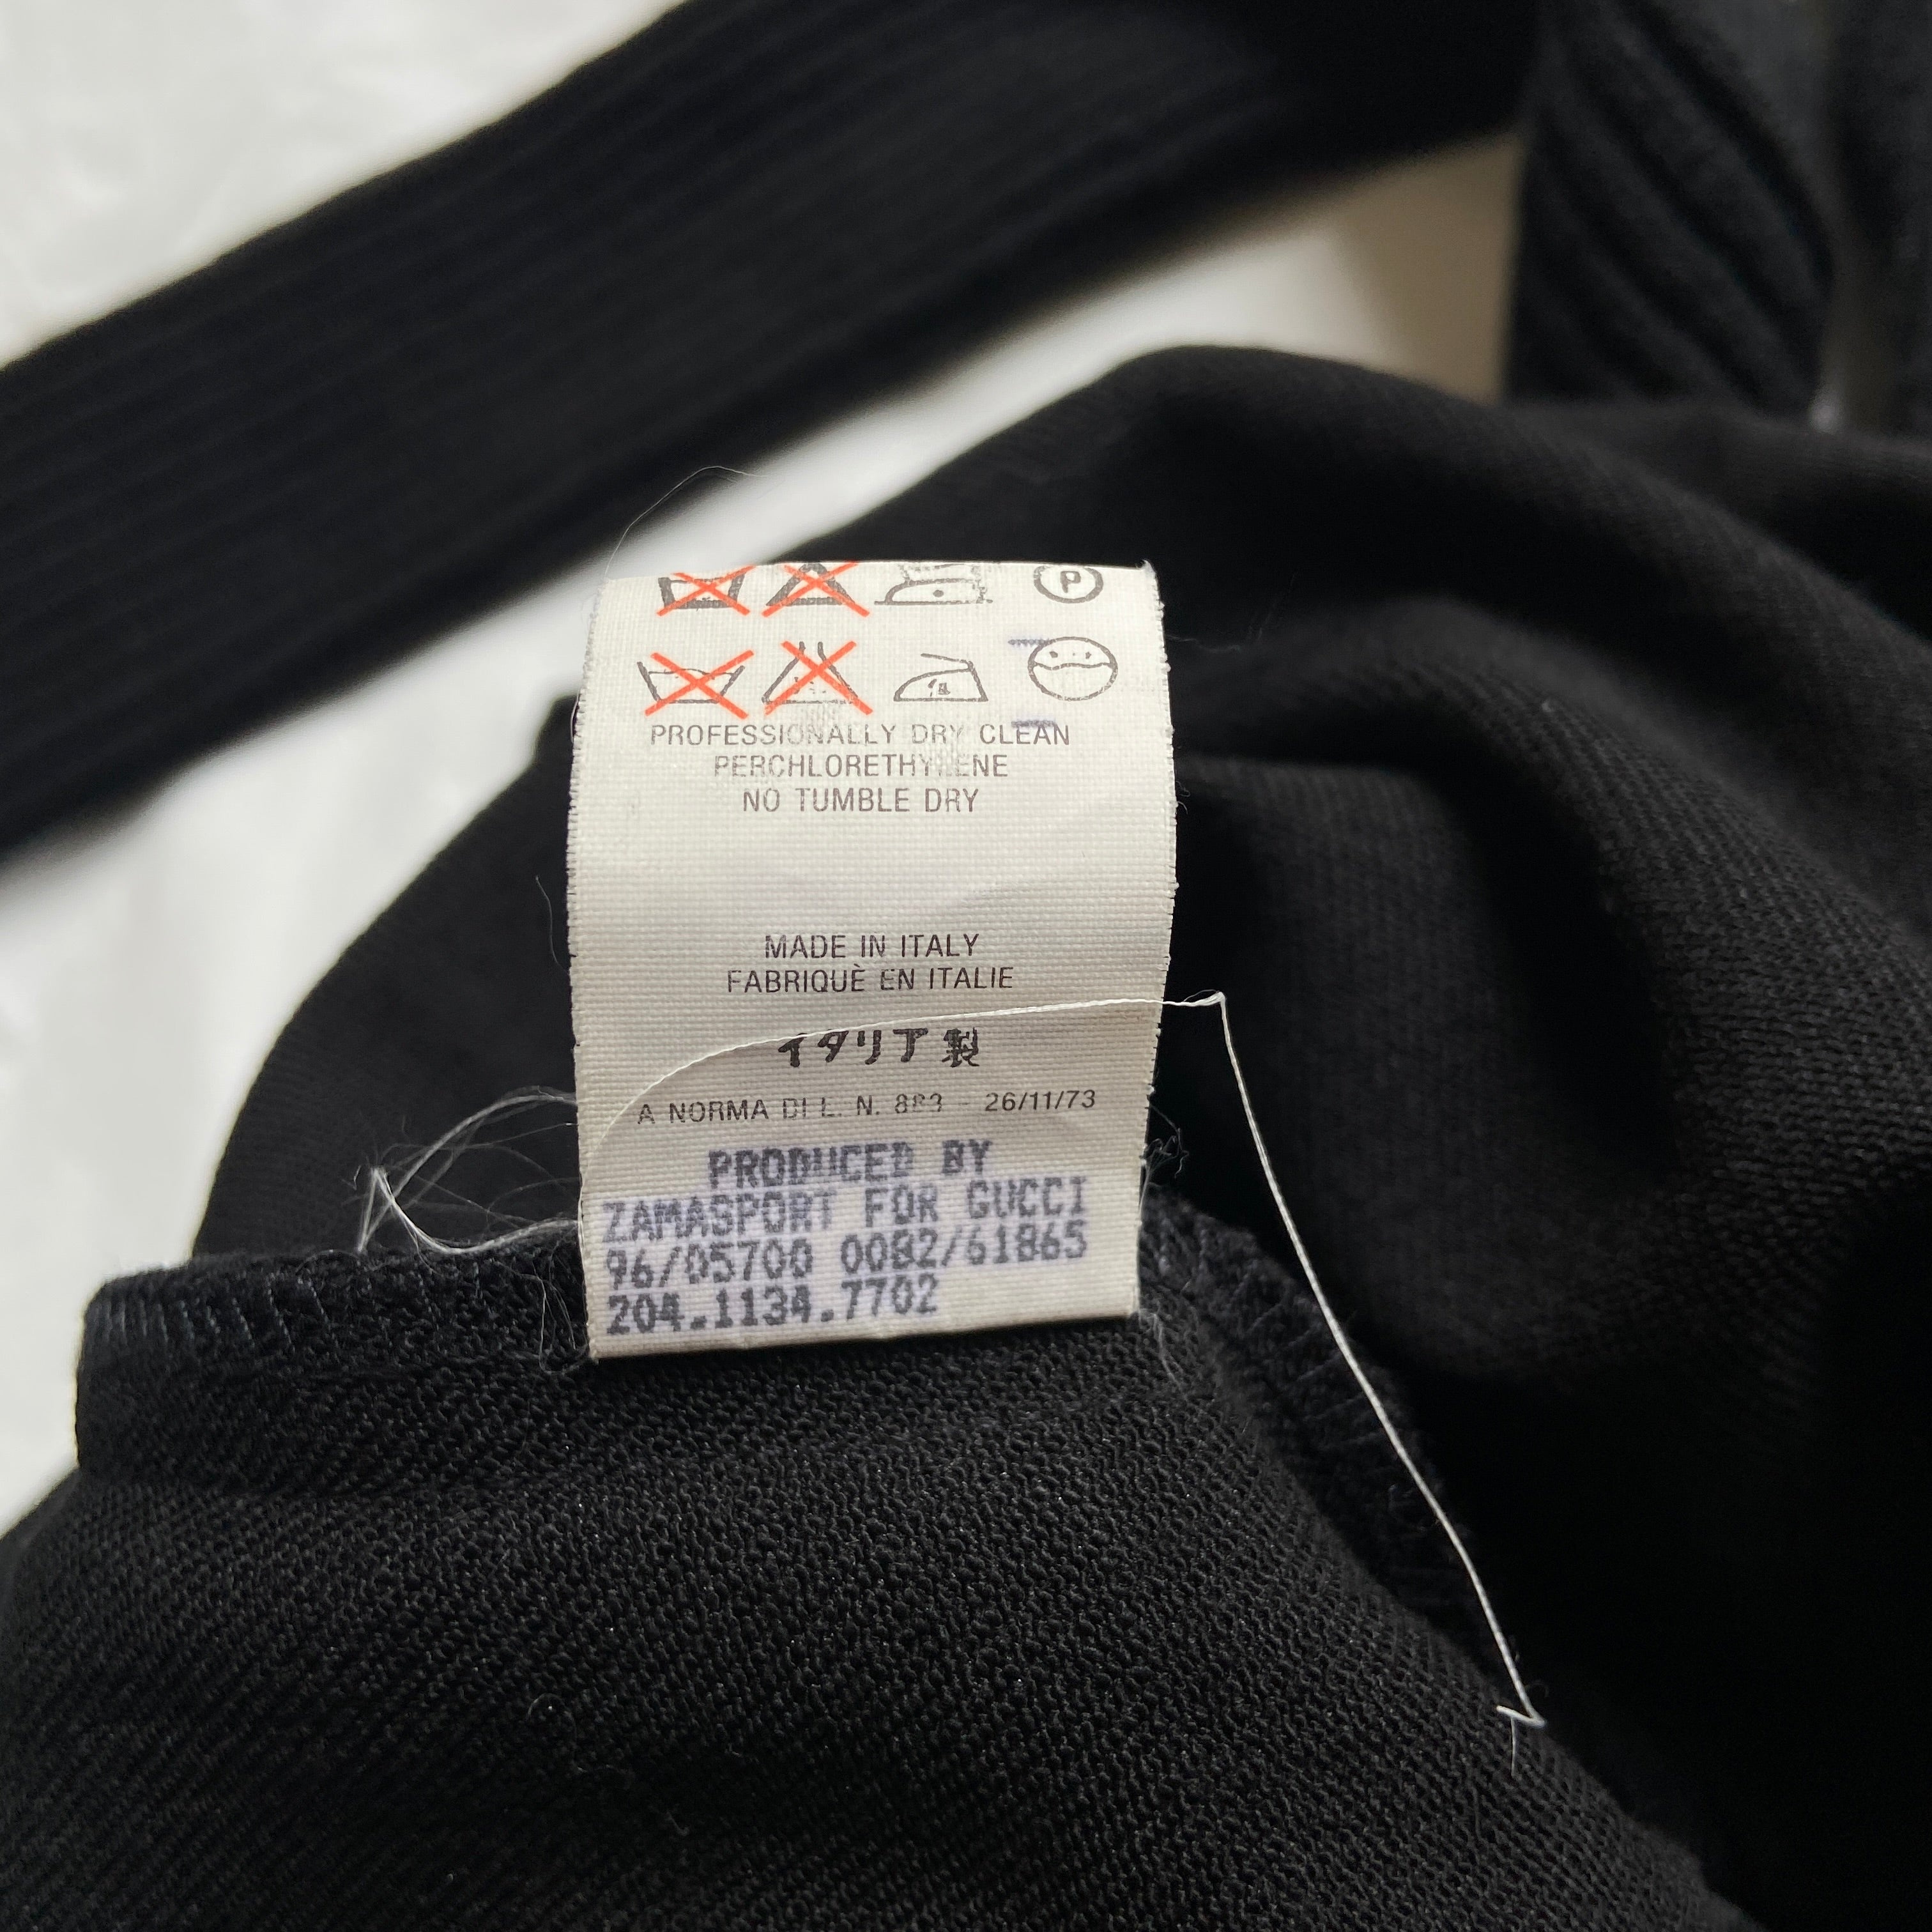 P
PROFESSIONALLY DRY CLEAN
PERCHLORETHYLENE
NO TUMBLE DRY
MADE IN ITALY
FABRIQUÈ EN ITALIE
イタリア製
A NORMA DI L. N. 883 - 26/11/73
PRODUCED BY
ZAMASPORT FOR GUCCI
96/05700 0082/61865
204.1134.7702